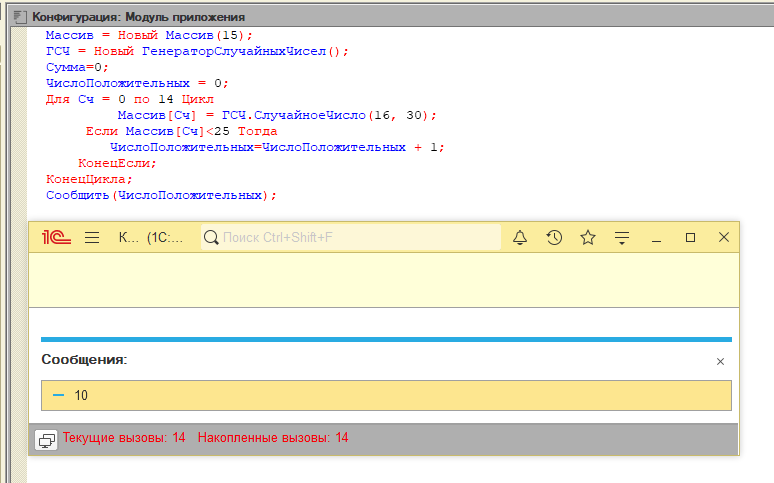 Конфигурация: Модуль приложения
Массив = Новый Массив(15);
ГСЧ = Новый ГенераторСлучайныхЧисел();
Сумма=0;
ЧислоПоложительных = 0;
Для Сч = 0 по 14 Цикл
Массив[Сч] = ГСЧ.СлучайноеЧисло(16, 30);
Если Массив[Сч]<25 Тогда
ЧислоПоложительных=ЧислоПоложительных + 1;
КонецЕсли;
КонецЦикла;
Сообщить(ЧислоПоложительных);
1С К... (1С:... Поиск Ctrl+Shift+F
Сообщения:
10
Текущие вызовы: 14 Накопленные вызовы: 14